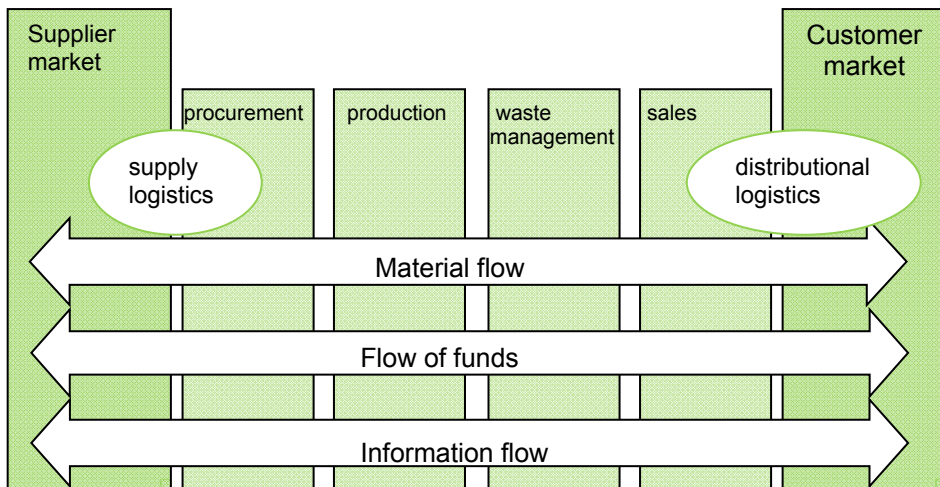 Supplier
market
Customer
market
procurement
production
waste
management
sales
supply
logistics
distributional
logistics
Material flow
Flow of funds
Information flow